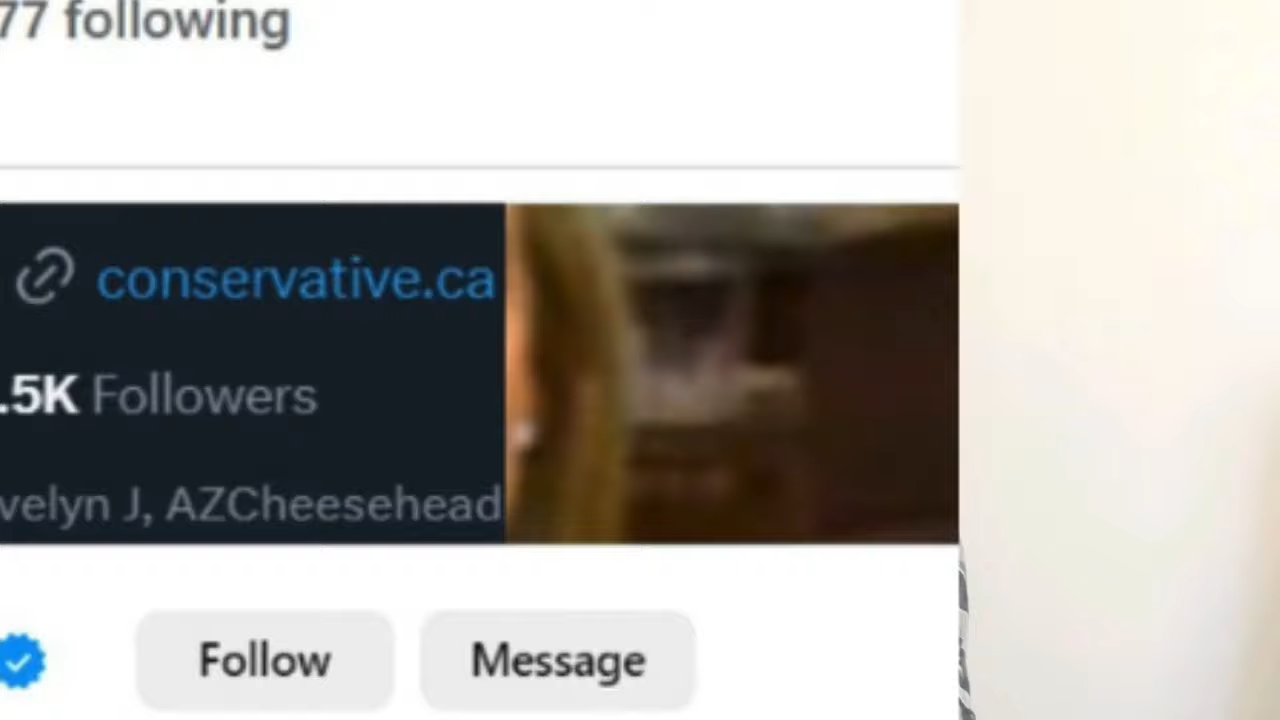 77 following
conservative.ca
.5K Followers
velyn J, AZCheesehead
Follow
Message